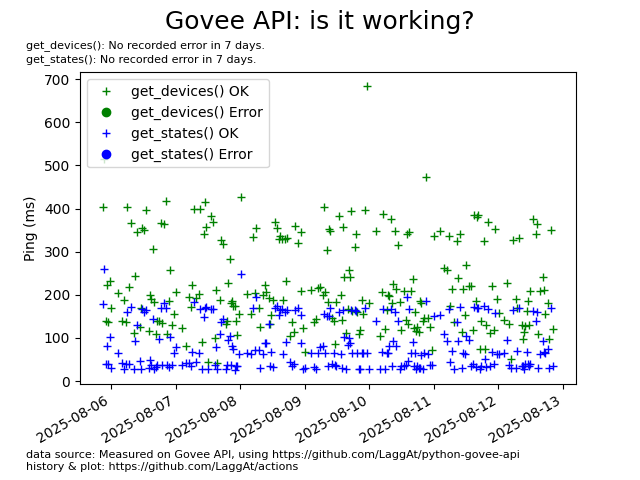 Govee API: is it working?
get_devices(): No recorded error in 7 days.
get_states(): No recorded error in 7 days.
get_devices() OK
get_devices() Error
get_states() OK
get_states() Error
Ping (ms)
700
600
500
400
300
200
100
0
2025-08-06
2025-08-07
2025-08-08
2025-08-09
2025-08-10
2025-08-11
2025-08-12
2025-08-13
data source: Measured on Govee API, using https://github.com/LaggAt/python-govee-api
history & plot: https://github.com/LaggAt/actions